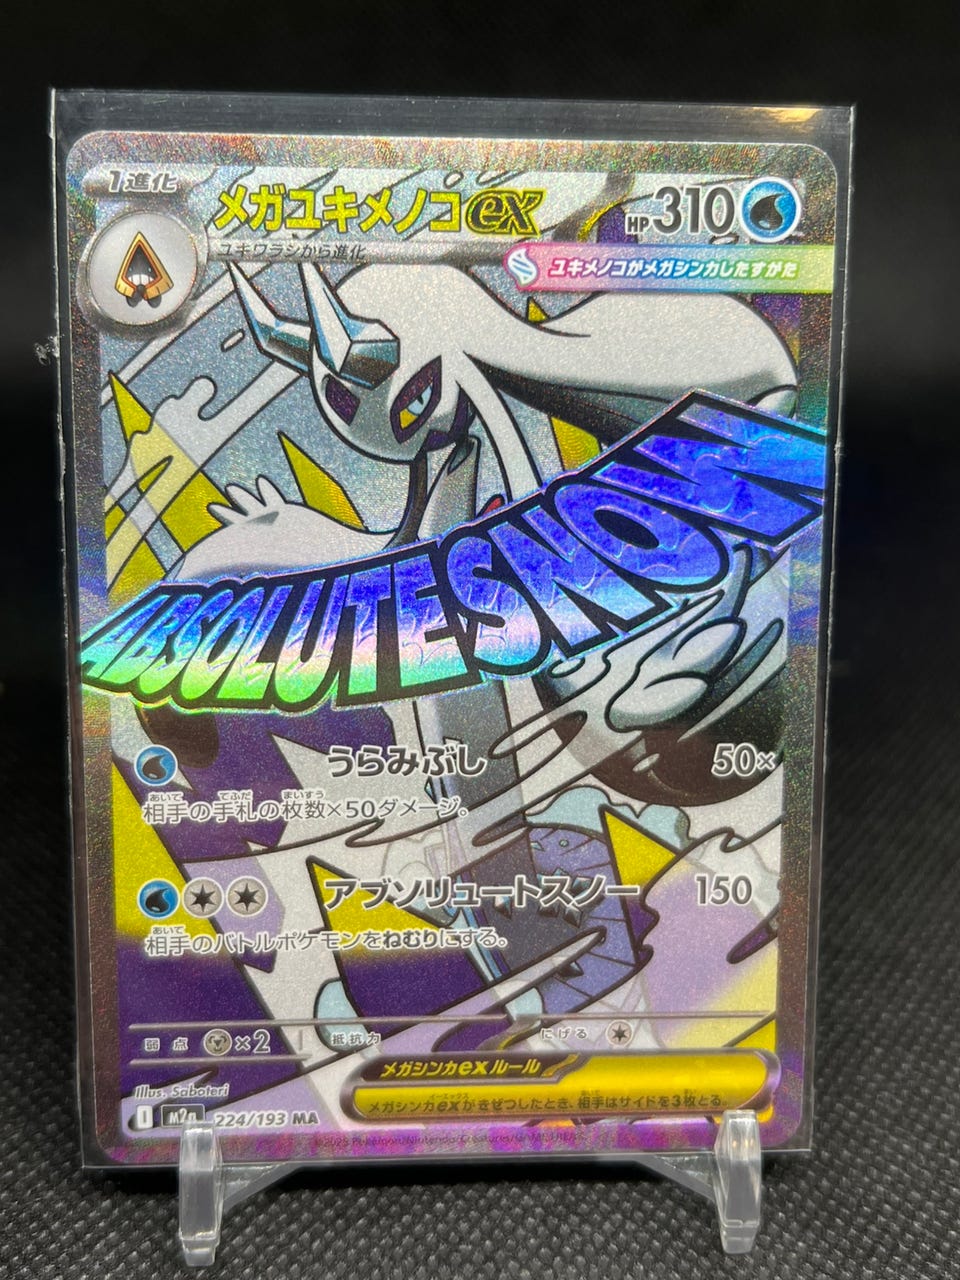 1進化
メガユキメノコex
HP310
ユキワラシから進化
ユキメノコがメガシンカしたすがた
ABSOLUTE SNOW
うらみぶし 50×
相手の手札の枚数×50ダメージ。
アブソリュートスノー 150
相手のバトルポケモンをねむりにする。
弱点 ×2 抵抗力 にげる
メガシンカexルール
メガシンカexがきぜつしたとき、相手はサイドを3枚とる。
Illus. Saboteri
I M2a 224/193 MA
Pokémon/Nintendo/Creatures/GAME FREAK.